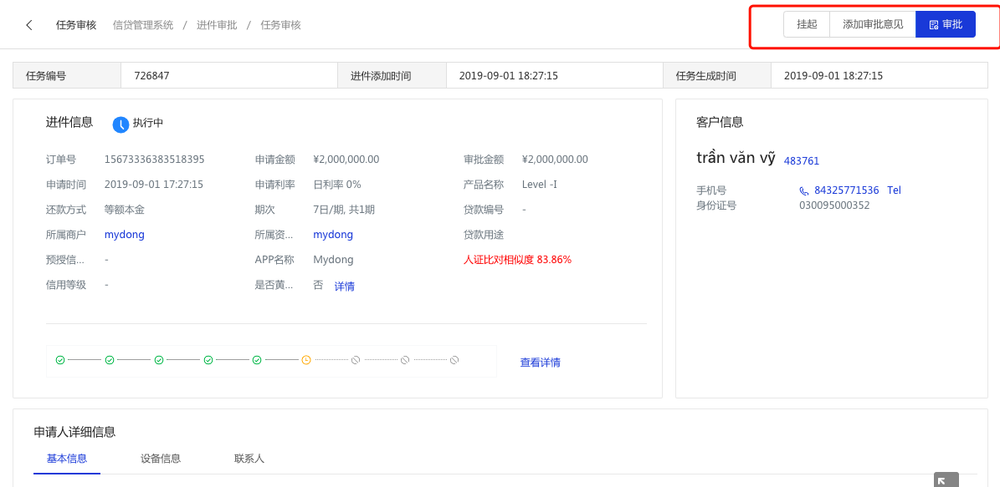 任务审核 信贷管理系统 / 进件审批 / 任务审核 挂起 添加审批意见 审批
任务编号 726847 进件添加时间 2019-09-01 18:27:15 任务生成时间 2019-09-01 18:27:15
进件信息 执行中
订单号 15673336383518395 申请金额 ¥2,000,000.00 审批金额 ¥2,000,000.00
申请时间 2019-09-01 17:27:15 申请利率 日利率 0% 产品名称 Level -I
还款方式 等额本金 期次 7日/期, 共1期 贷款编号 -
所属商户 mydong 所属资... mydong 贷款用途
预授信... - APP名称 Mydong 人证比对相似度 83.86%
信用等级 - 是否黄... 否 详情
查看详情
客户信息
trần văn vỹ 483761
手机号 84325771536 Tel
身份证号 030095000352
申请人详细信息
基本信息 设备信息 联系人